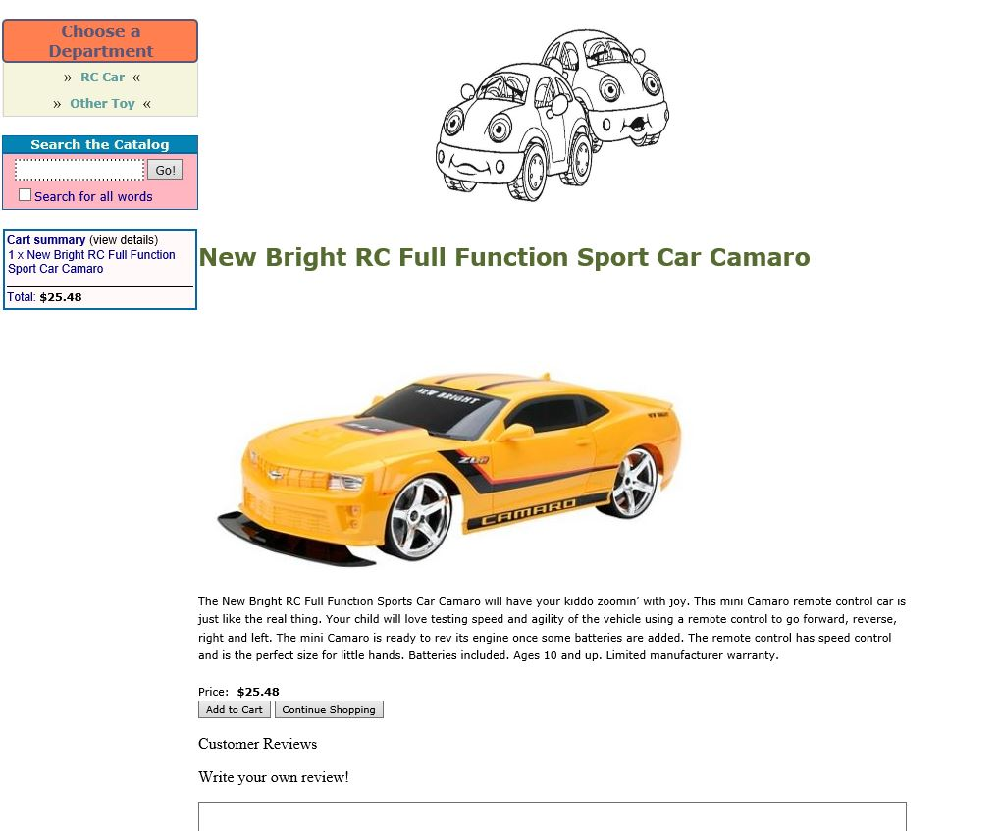 Choose a
Department
» RC Car «
» Other Toy «
Search the Catalog
Go!
Search for all words
Cart summary (view details)
1 x New Bright RC Full Function
Sport Car Camaro
Total: $25.48
New Bright RC Full Function Sport Car Camaro
NEW BRIGHT
ZL1
NEW BRIGHT
ZL1
CAMARO
The New Bright RC Full Function Sports Car Camaro will have your kiddo zoomin’ with joy. This mini Camaro remote control car is
just like the real thing. Your child will love testing speed and agility of the vehicle using a remote control to go forward, reverse,
right and left. The mini Camaro is ready to rev its engine once some batteries are added. The remote control has speed control
and is the perfect size for little hands. Batteries included. Ages 10 and up. Limited manufacturer warranty.
Price: $25.48
Add to Cart Continue Shopping
Customer Reviews
Write your own review!